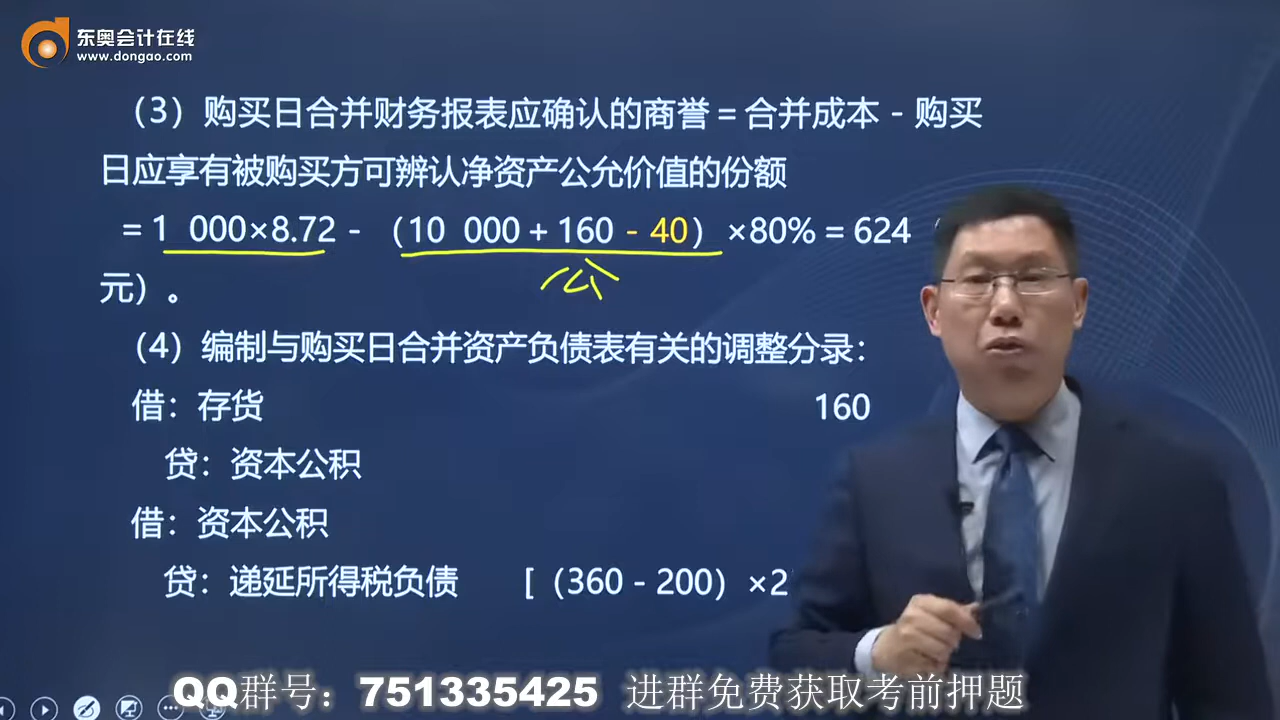 东奥会计在线
www.dongao.com
（3）购买日合并财务报表应确认的商誉＝合并成本－购买
日应享有被购买方可辨认净资产公允价值的份额
＝1 000×8.72－（10 000＋160－40）×80%＝624（
公
元）。
（4）编制与购买日合并资产负债表有关的调整分录：
借：存货 160
贷：资本公积
借：资本公积
贷：递延所得税负债 [（360－200）×2
QQ群号：751335425 进群免费获取考前押题